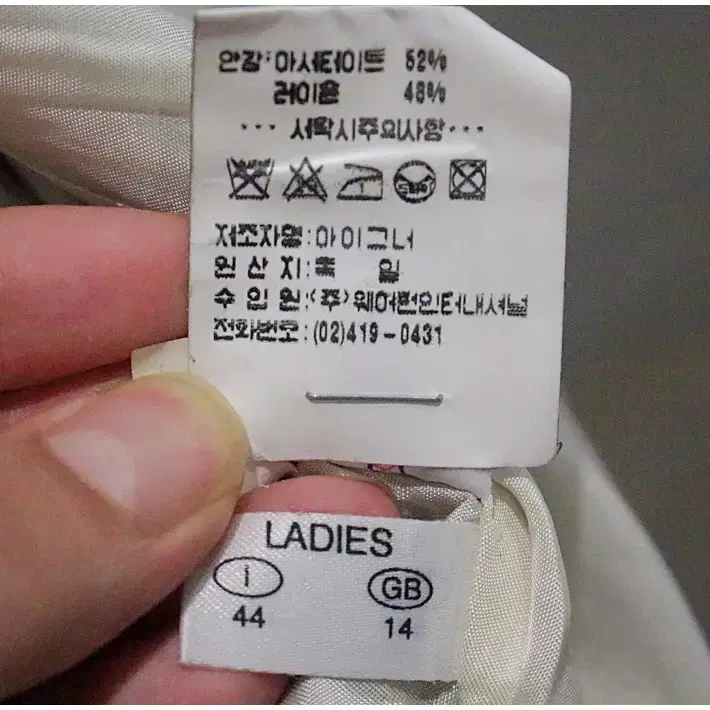 안감:아세테이트 52%
레이온 48%
··· 세탁시주의사항 ···
제조자명:아이그너
원 산 지:독 일
수 입 원:(주)웨어펀인터내셔널
전화번호:(02)419-0431
LADIES
I GB
44 14